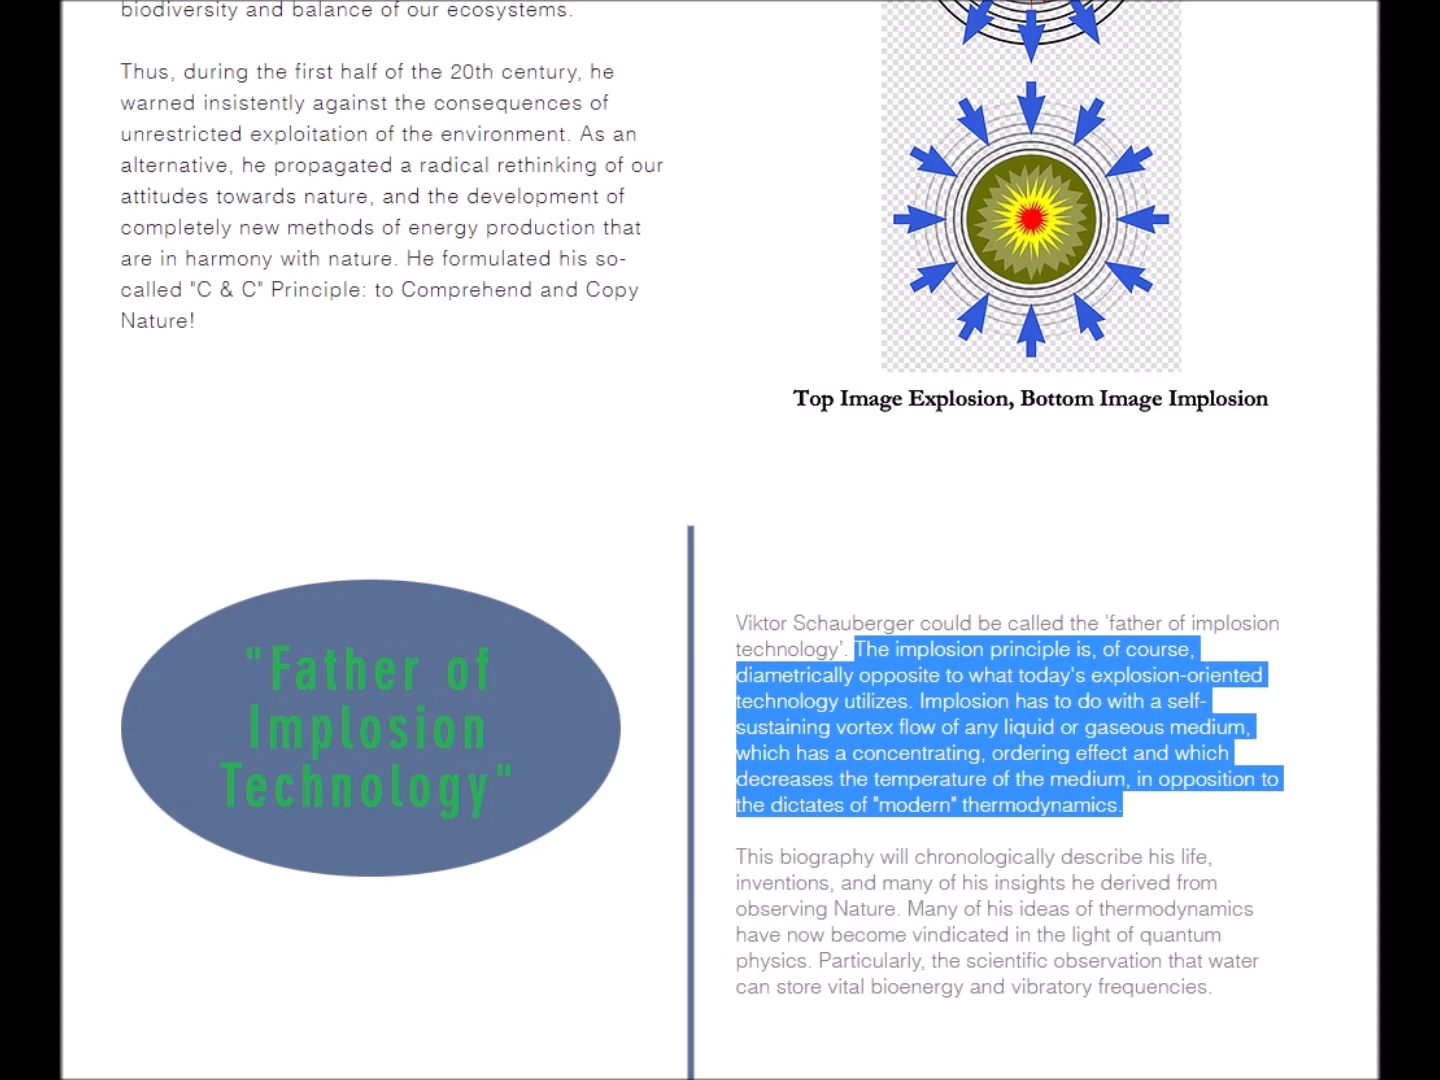 biodiversity and balance of our ecosystems.
Thus, during the first half of the 20th century, he
warned insistently against the consequences of
unrestricted exploitation of the environment. As an
alternative, he propagated a radical rethinking of our
attitudes towards nature, and the development of
completely new methods of energy production that
are in harmony with nature. He formulated his so-
called "C & C" Principle: to Comprehend and Copy
Nature!
Top Image Explosion, Bottom Image Implosion
"Father of
Implosion
Technology"
Viktor Schauberger could be called the 'father of implosion
technology'. The implosion principle is, of course,
diametrically opposite to what today's explosion-oriented
technology utilizes. Implosion has to do with a self-
sustaining vortex flow of any liquid or gaseous medium,
which has a concentrating, ordering effect and which
decreases the temperature of the medium, in opposition to
the dictates of "modern" thermodynamics.
This biography will chronologically describe his life,
inventions, and many of his insights he derived from
observing Nature. Many of his ideas of thermodynamics
have now become vindicated in the light of quantum
physics. Particularly, the scientific observation that water
can store vital bioenergy and vibratory frequencies.